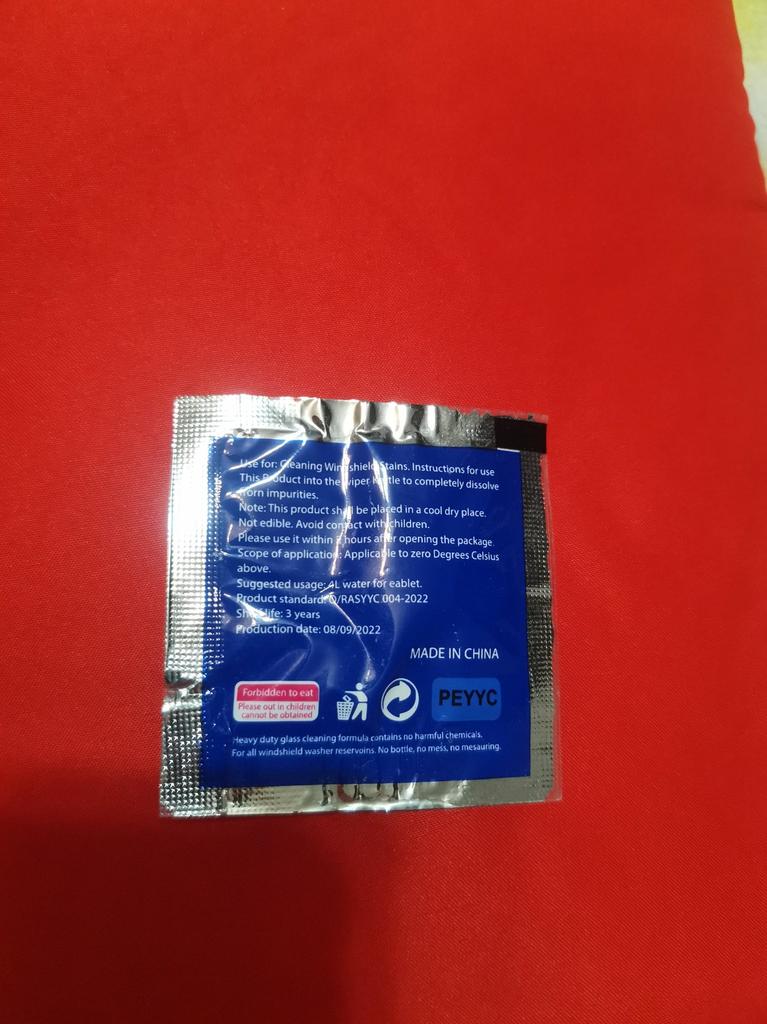 Use for: Cleaning Windshield Stains. Instructions for use
This Product into the wiper Kettle to completely dissolve
from impurities.
Note: This product shall be placed in a cool dry place.
Not edible. Avoid contact with children.
Please use it within hours after opening the package.
Scope of application: Applicable to zero Degrees Celsius
above.
Suggested usage: 4L water for eablet.
Product standard: Q/RASYYC 004-2022
Shelf life: 3 years
Production date: 08/09/2022
MADE IN CHINA
Forbidden to eat
Please out in children
cannot be obtained
PEYYC
Heavy duty glass cleaning formula contains no harmful chemicals.
For all windshield washer reservoirs. No bottle, no mess, no mesauring.